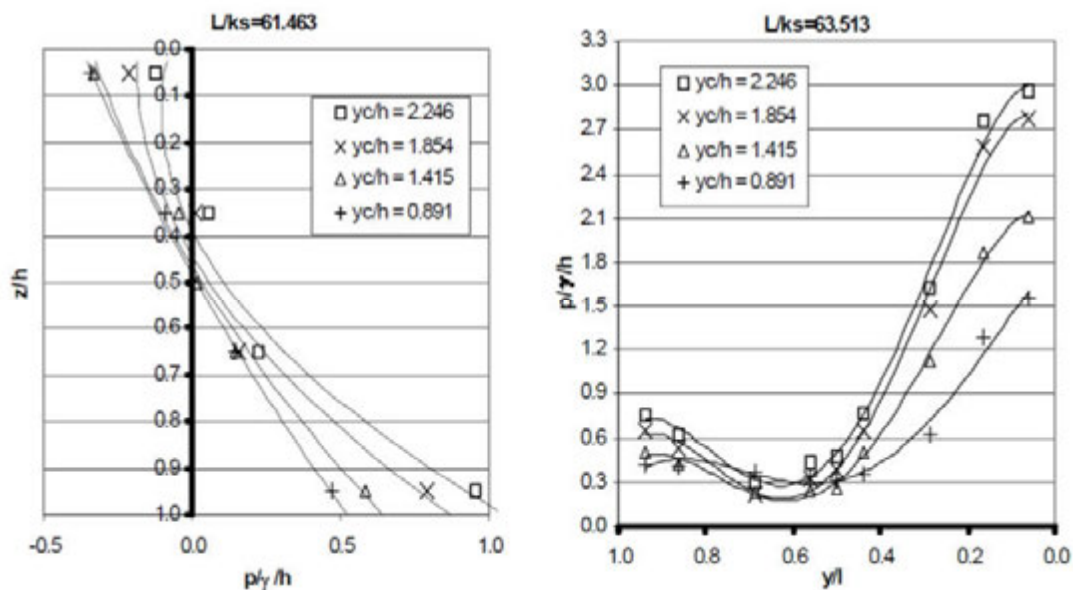 L/ks=61.463
0.0
0.1
0.2
0.3
0.4
0.5
0.6
0.7
0.8
0.9
1.0
z/h
yc/h = 2.246
yc/h = 1.854
yc/h = 1.415
yc/h = 0.891
-0.5
0.0
0.5
1.0
p/γ/h
L/ks=63.513
3.3
3.0
2.7
2.4
2.1
1.8
1.5
1.2
0.9
0.6
0.3
0.0
p/γ/h
yc/h = 2.246
yc/h = 1.854
yc/h = 1.415
yc/h = 0.891
1.0
0.8
0.6
0.4
0.2
0.0
y/l